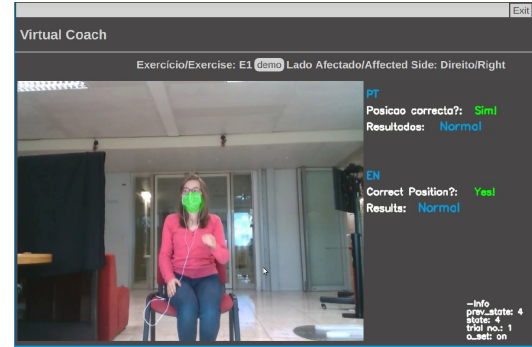 Exit
Virtual Coach
Exercício/Exercise: E1 demo Lado Afectado/Affected Side: Direito/Right
PT
Posicao correcta?: Sim!
Resultados: Normal
EN
Correct Position?: Yes!
Results: Normal
-Info
prev_state: 4
state: 4
trial no.: 1
o_set: on